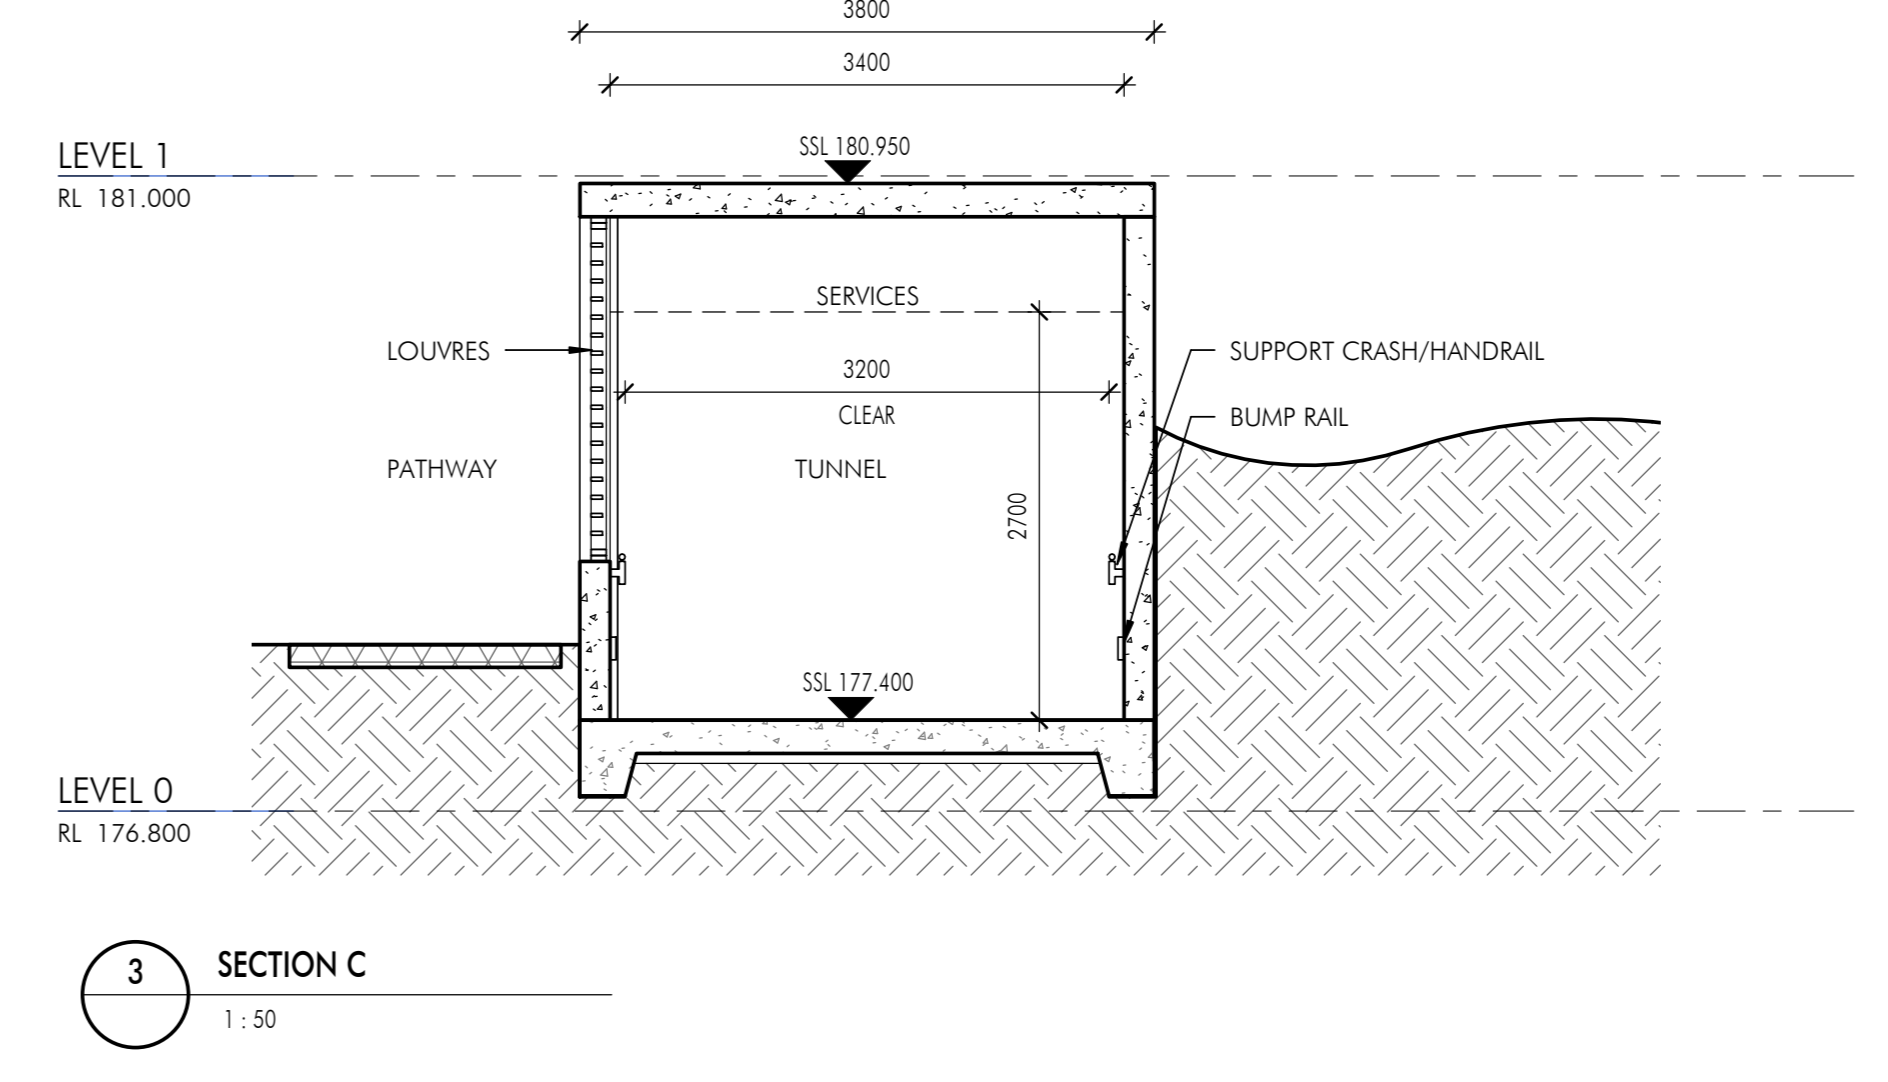 3800
3400
SSL 180.950
LEVEL 1
RL 181.000
SERVICES
LOUVRES
3200
CLEAR
SUPPORT CRASH/HANDRAIL
BUMP RAIL
PATHWAY
TUNNEL
2700
SSL 177.400
LEVEL 0
RL 176.800
3
SECTION C
1 : 50